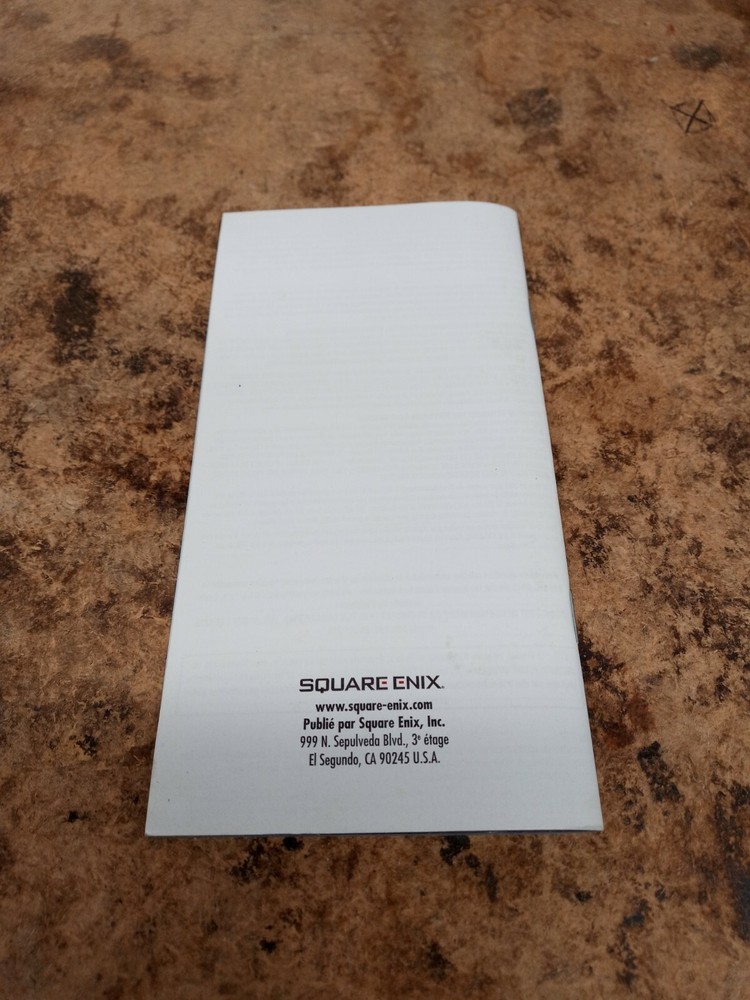 SQUARE ENIX®
www.square-enix.com
Publié par Square Enix, Inc.
999 N. Sepulveda Blvd., 3e étage
El Segundo, CA 90245 U.S.A.